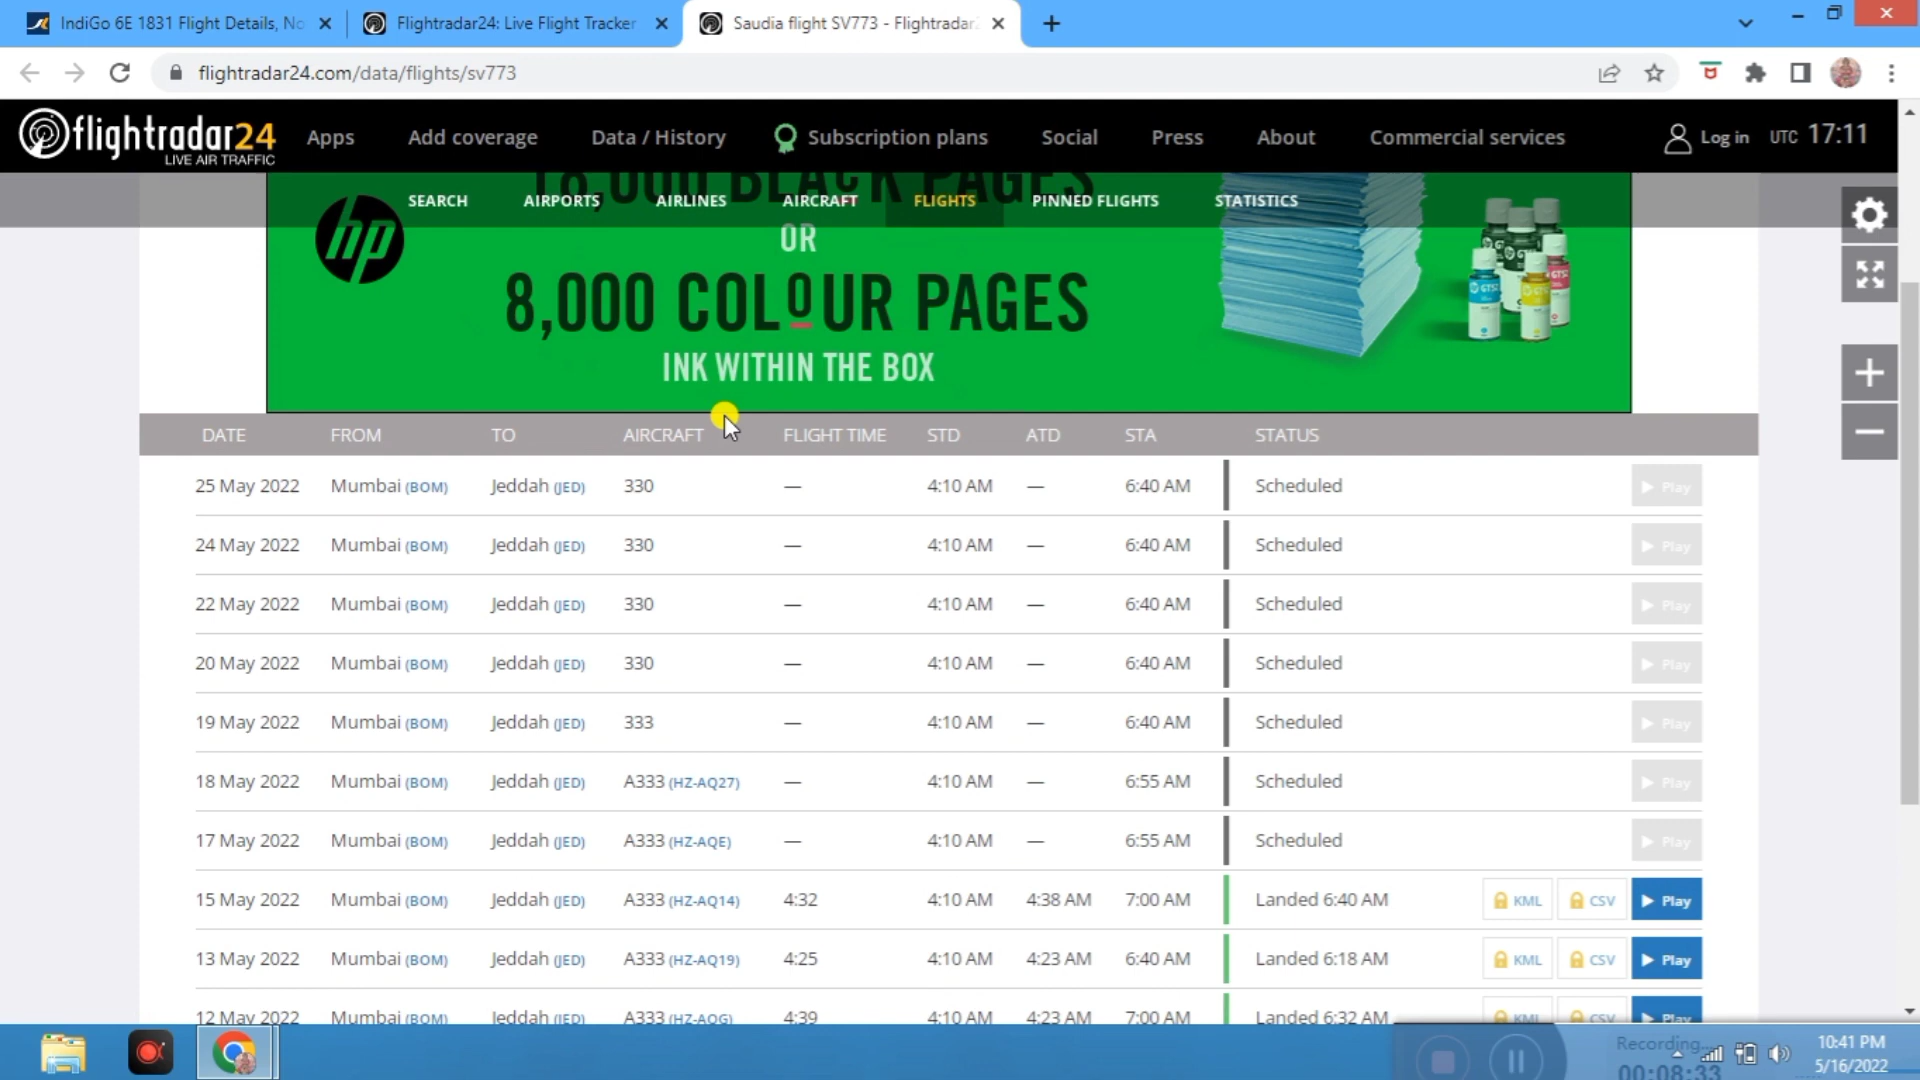 IndiGo 6E 1831 Flight Details, No
Flightradar24: Live Flight Tracker
Saudia flight SV773 - Flightradar2
flightradar24.com/data/flights/sv773
flightradar24
LIVE AIR TRAFFIC
Apps Add coverage Data / History Subscription plans Social Press About Commercial services Log in UTC 17:11
18,000 BLACK PAGES
SEARCH AIRPORTS AIRLINES AIRCRAFT FLIGHTS PINNED FLIGHTS STATISTICS
hp
OR
8,000 COLOUR PAGES
INK WITHIN THE BOX
DATE FROM TO AIRCRAFT FLIGHT TIME STD ATD STA STATUS
25 May 2022 Mumbai (BOM) Jeddah (JED) 330 — 4:10 AM — 6:40 AM Scheduled Play
24 May 2022 Mumbai (BOM) Jeddah (JED) 330 — 4:10 AM — 6:40 AM Scheduled Play
22 May 2022 Mumbai (BOM) Jeddah (JED) 330 — 4:10 AM — 6:40 AM Scheduled Play
20 May 2022 Mumbai (BOM) Jeddah (JED) 330 — 4:10 AM — 6:40 AM Scheduled Play
19 May 2022 Mumbai (BOM) Jeddah (JED) 333 — 4:10 AM — 6:40 AM Scheduled Play
18 May 2022 Mumbai (BOM) Jeddah (JED) A333 (HZ-AQ27) — 4:10 AM — 6:55 AM Scheduled Play
17 May 2022 Mumbai (BOM) Jeddah (JED) A333 (HZ-AQE) — 4:10 AM — 6:55 AM Scheduled Play
15 May 2022 Mumbai (BOM) Jeddah (JED) A333 (HZ-AQ14) 4:32 4:10 AM 4:38 AM 7:00 AM Landed 6:40 AM KML CSV Play
13 May 2022 Mumbai (BOM) Jeddah (JED) A333 (HZ-AQ19) 4:25 4:10 AM 4:23 AM 6:40 AM Landed 6:18 AM KML CSV Play
12 May 2022 Mumbai (BOM) Jeddah (JED) A333 (HZ-AQG) 4:39 4:10 AM 4:23 AM 7:00 AM Landed 6:32 AM KML CSV Play
Recording...
00:08:33
10:41 PM
5/16/2022